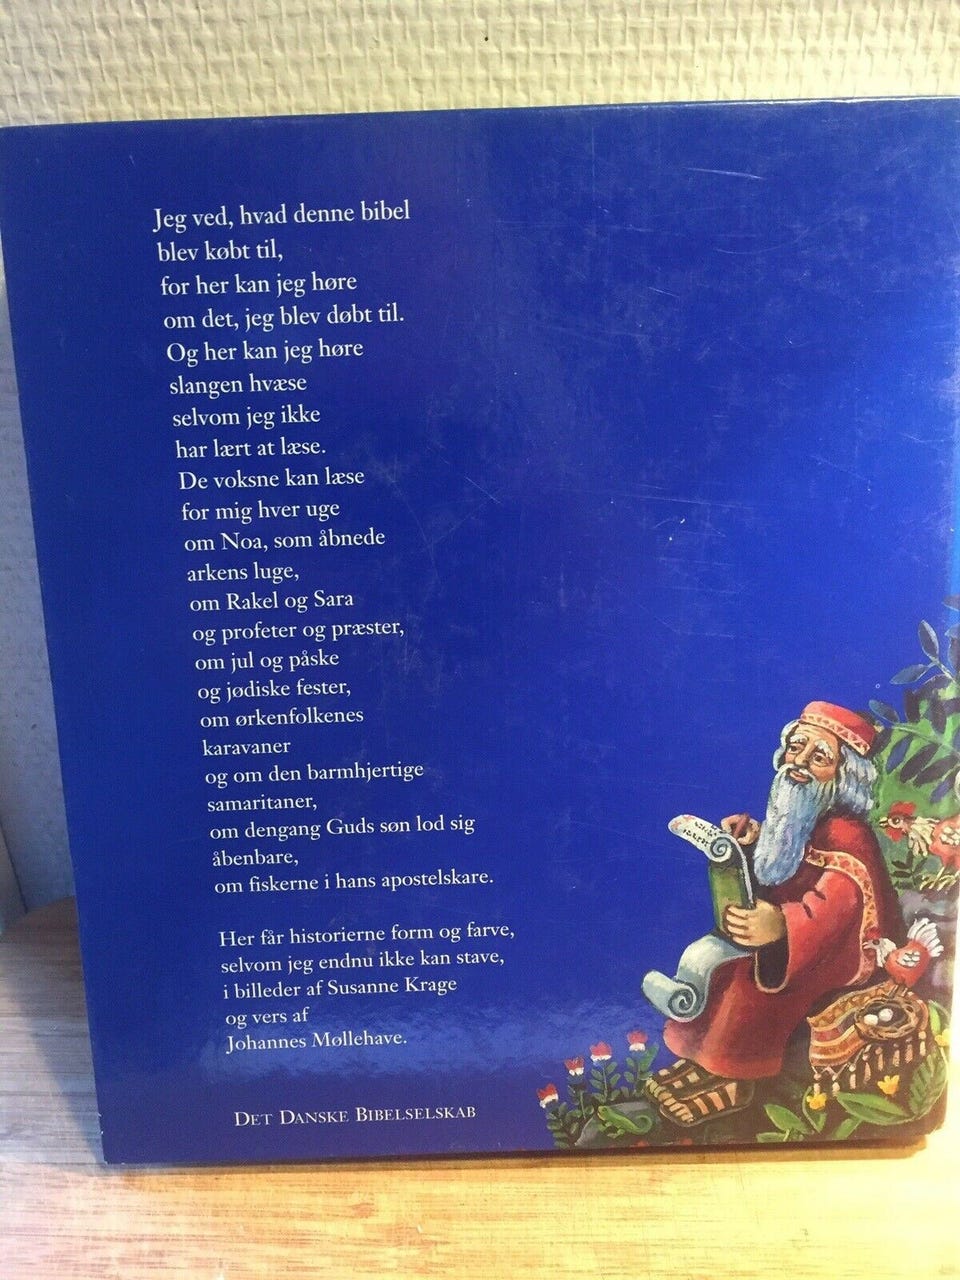 Jeg ved, hvad denne bibel
blev købt til,
for her kan jeg høre
om det, jeg blev døbt til.
Og her kan jeg høre
slangen hvæse
selvom jeg ikke
har lært at læse.
De voksne kan læse
for mig hver uge
om Noa, som åbnede
arkens luge,
om Rakel og Sara
og profeter og præster,
om jul og påske
og jødiske fester,
om ørkenfolkenes
karavaner
og om den barmhjertige
samaritaner,
om dengang Guds søn lod sig
åbenbare,
om fiskerne i hans apostelskare.
Her får historierne form og farve,
selvom jeg endnu ikke kan stave,
i billeder af Susanne Krage
og vers af
Johannes Møllehave.
DET DANSKE BIBELSELSKAB